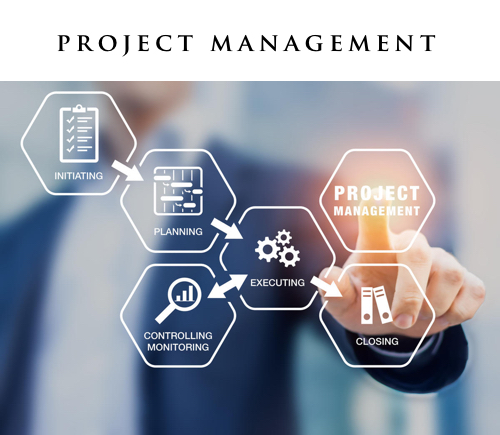 PROJECT MANAGEMENT
INITIATING
PLANNING
PROJECT
MANAGEMENT
EXECUTING
CONTROLLING
MONITORING
CLOSING